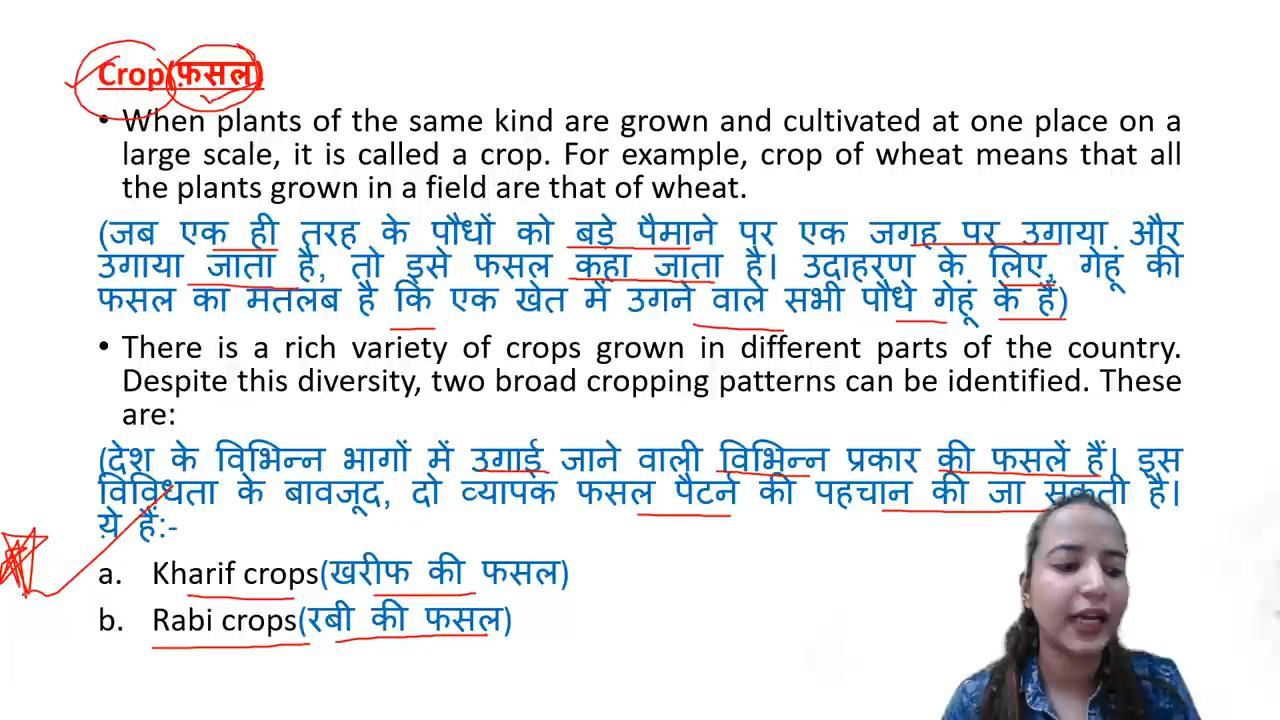 Crop(फ़सल)
• When plants of the same kind are grown and cultivated at one place on a
large scale, it is called a crop. For example, crop of wheat means that all
the plants grown in a field are that of wheat.
(जब एक ही तरह के पौधों को बड़े पैमाने पर एक जगह पर उगाया और
उगाया जाता है, तो इसे फसल कहा जाता है। उदाहरण के लिए, गेहूं की
फसल का मतलब है कि एक खेत में उगने वाले सभी पौधे गेहूं के हैं)
• There is a rich variety of crops grown in different parts of the country.
Despite this diversity, two broad cropping patterns can be identified. These
are:
(देश के विभिन्न भागों में उगाई जाने वाली विभिन्न प्रकार की फसलें हैं। इस
विविधता के बावजूद, दो व्यापक फसल पैटर्न की पहचान की जा सकती है।
ये़ हैं:-
a. Kharif crops(खरीफ की फसल)
b. Rabi crops(रबी की फसल)